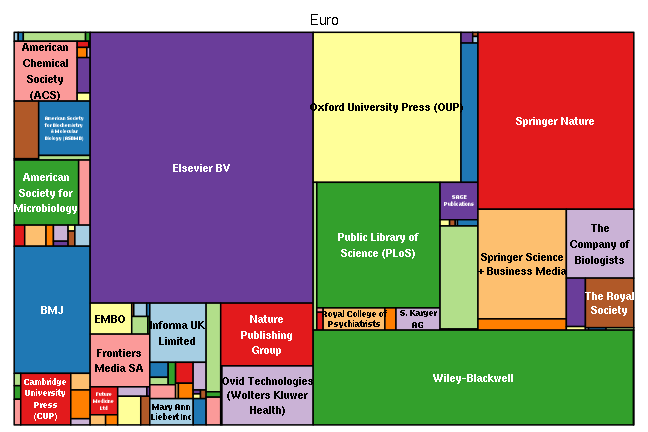 Euro
American
Chemical
Society
(ACS)
American Society
for Biochemistry
& Molecular
Biology (ASBMB)
American
Society for
Microbiology
BMJ
Cambridge
University
Press
(CUP)
Elsevier BV
EMBO
Frontiers
Media SA
Future
Medicine
Ltd
Informa UK
Limited
Mary Ann
Liebert Inc
Nature
Publishing
Group
Ovid Technologies
(Wolters Kluwer
Health)
Oxford University Press (OUP)
Public Library of
Science (PLoS)
SAGE
Publications
Royal College of
Psychiatrists
S. Karger
AG
Springer Nature
Springer Science
+ Business Media
The
Company of
Biologists
The Royal
Society
Wiley-Blackwell